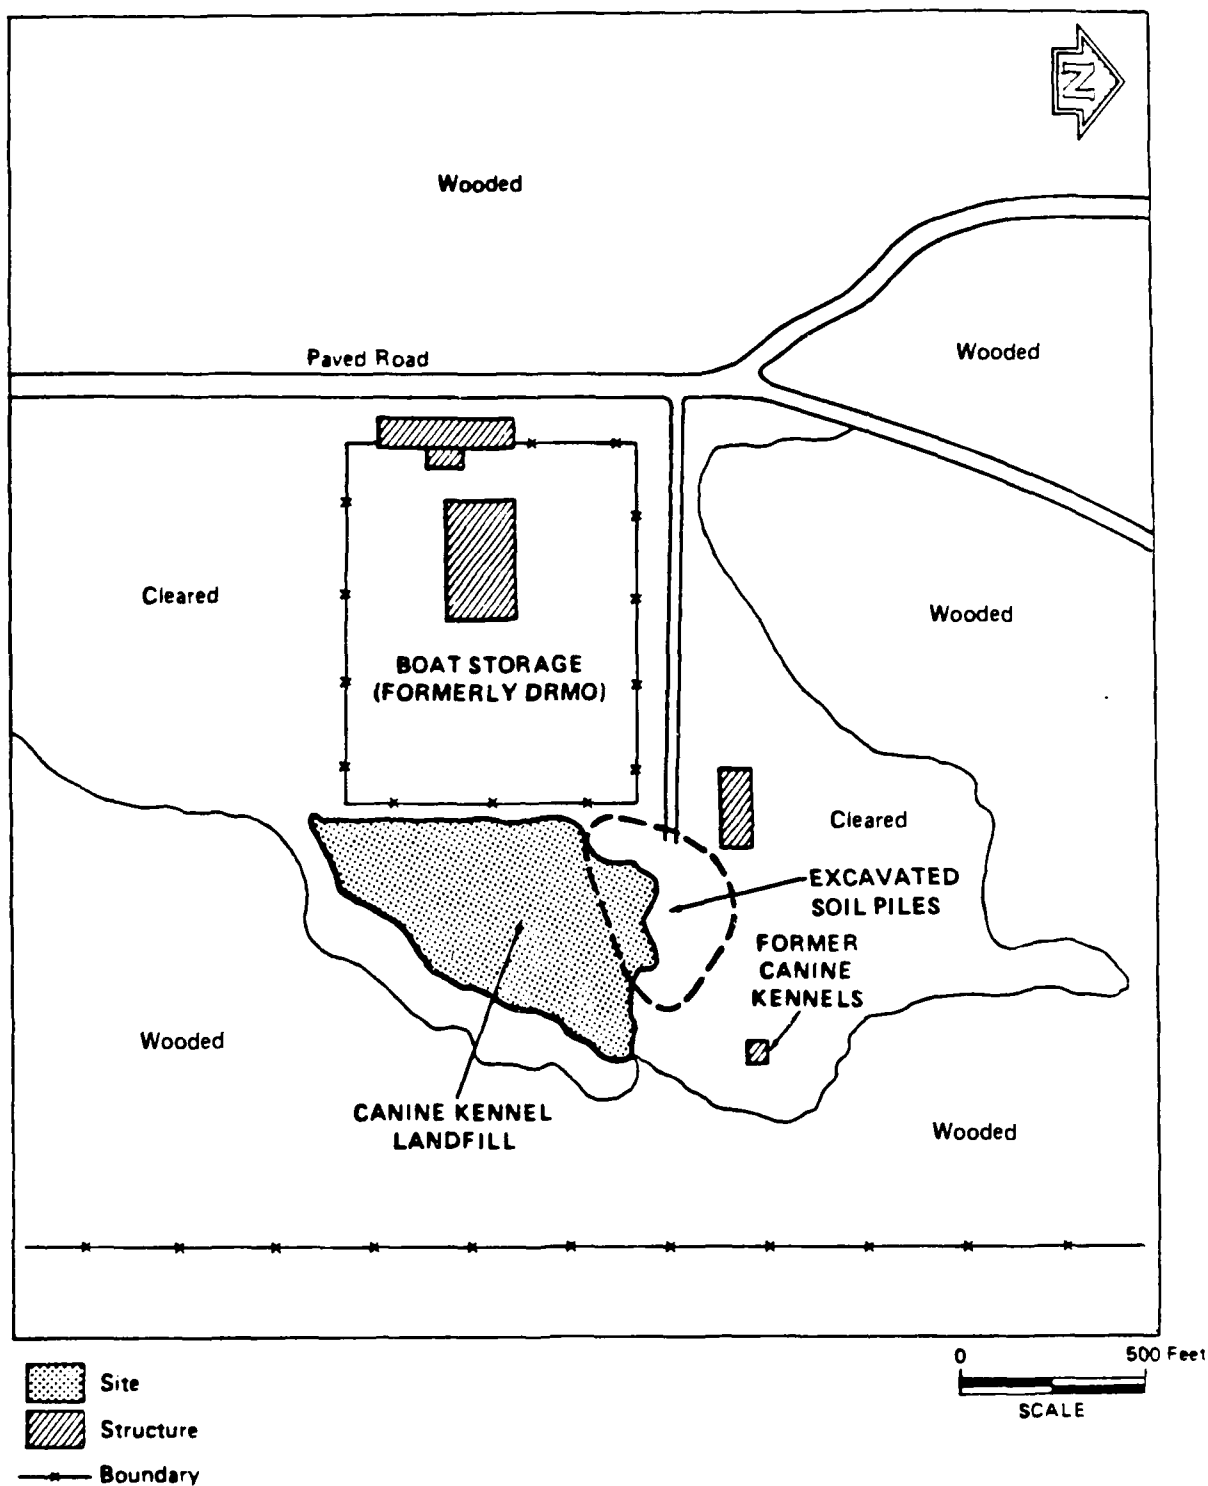 N
Wooded
Wooded
Paved Road
Cleared
Wooded
BOAT STORAGE
(FORMERLY DRMO)
Cleared
EXCAVATED
SOIL PILES
FORMER
CANINE
KENNELS
Wooded
CANINE KENNEL
LANDFILL
Wooded
0 500 Feet
SCALE
Site
Structure
Boundary